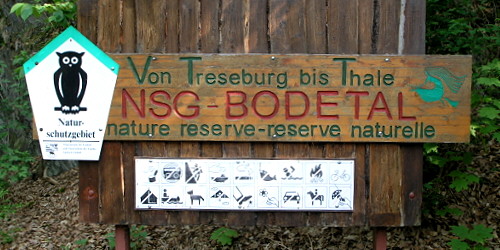 Von Treseburg bis Thale
NSG-BODETAL
nature reserve-reserve naturelle
Natur-
schutzgebiet